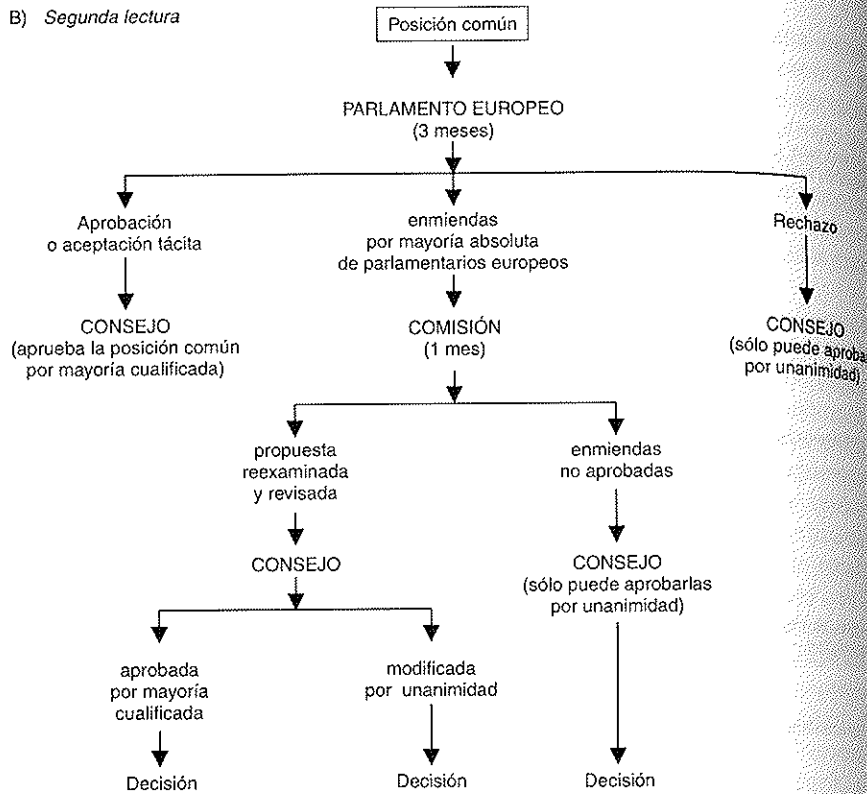 B) Segunda lectura
Posición común
PARLAMENTO EUROPEO
(3 meses)
Aprobación
o aceptación tácita
enmiendas
por mayoría absoluta
de parlamentarios europeos
Rechazo
CONSEJO
(aprueba la posición común
por mayoría cualificada)
COMISIÓN
(1 mes)
CONSEJO
(sólo puede
por unanimidad)
propuesta
reexaminada
y revisada
enmiendas
no aprobadas
CONSEJO
CONSEJO
(sólo puede aprobarlas
por unanimidad)
aprobada
por mayoría
cualificada
modificada
por unanimidad
Decisión
Decisión
Decisión